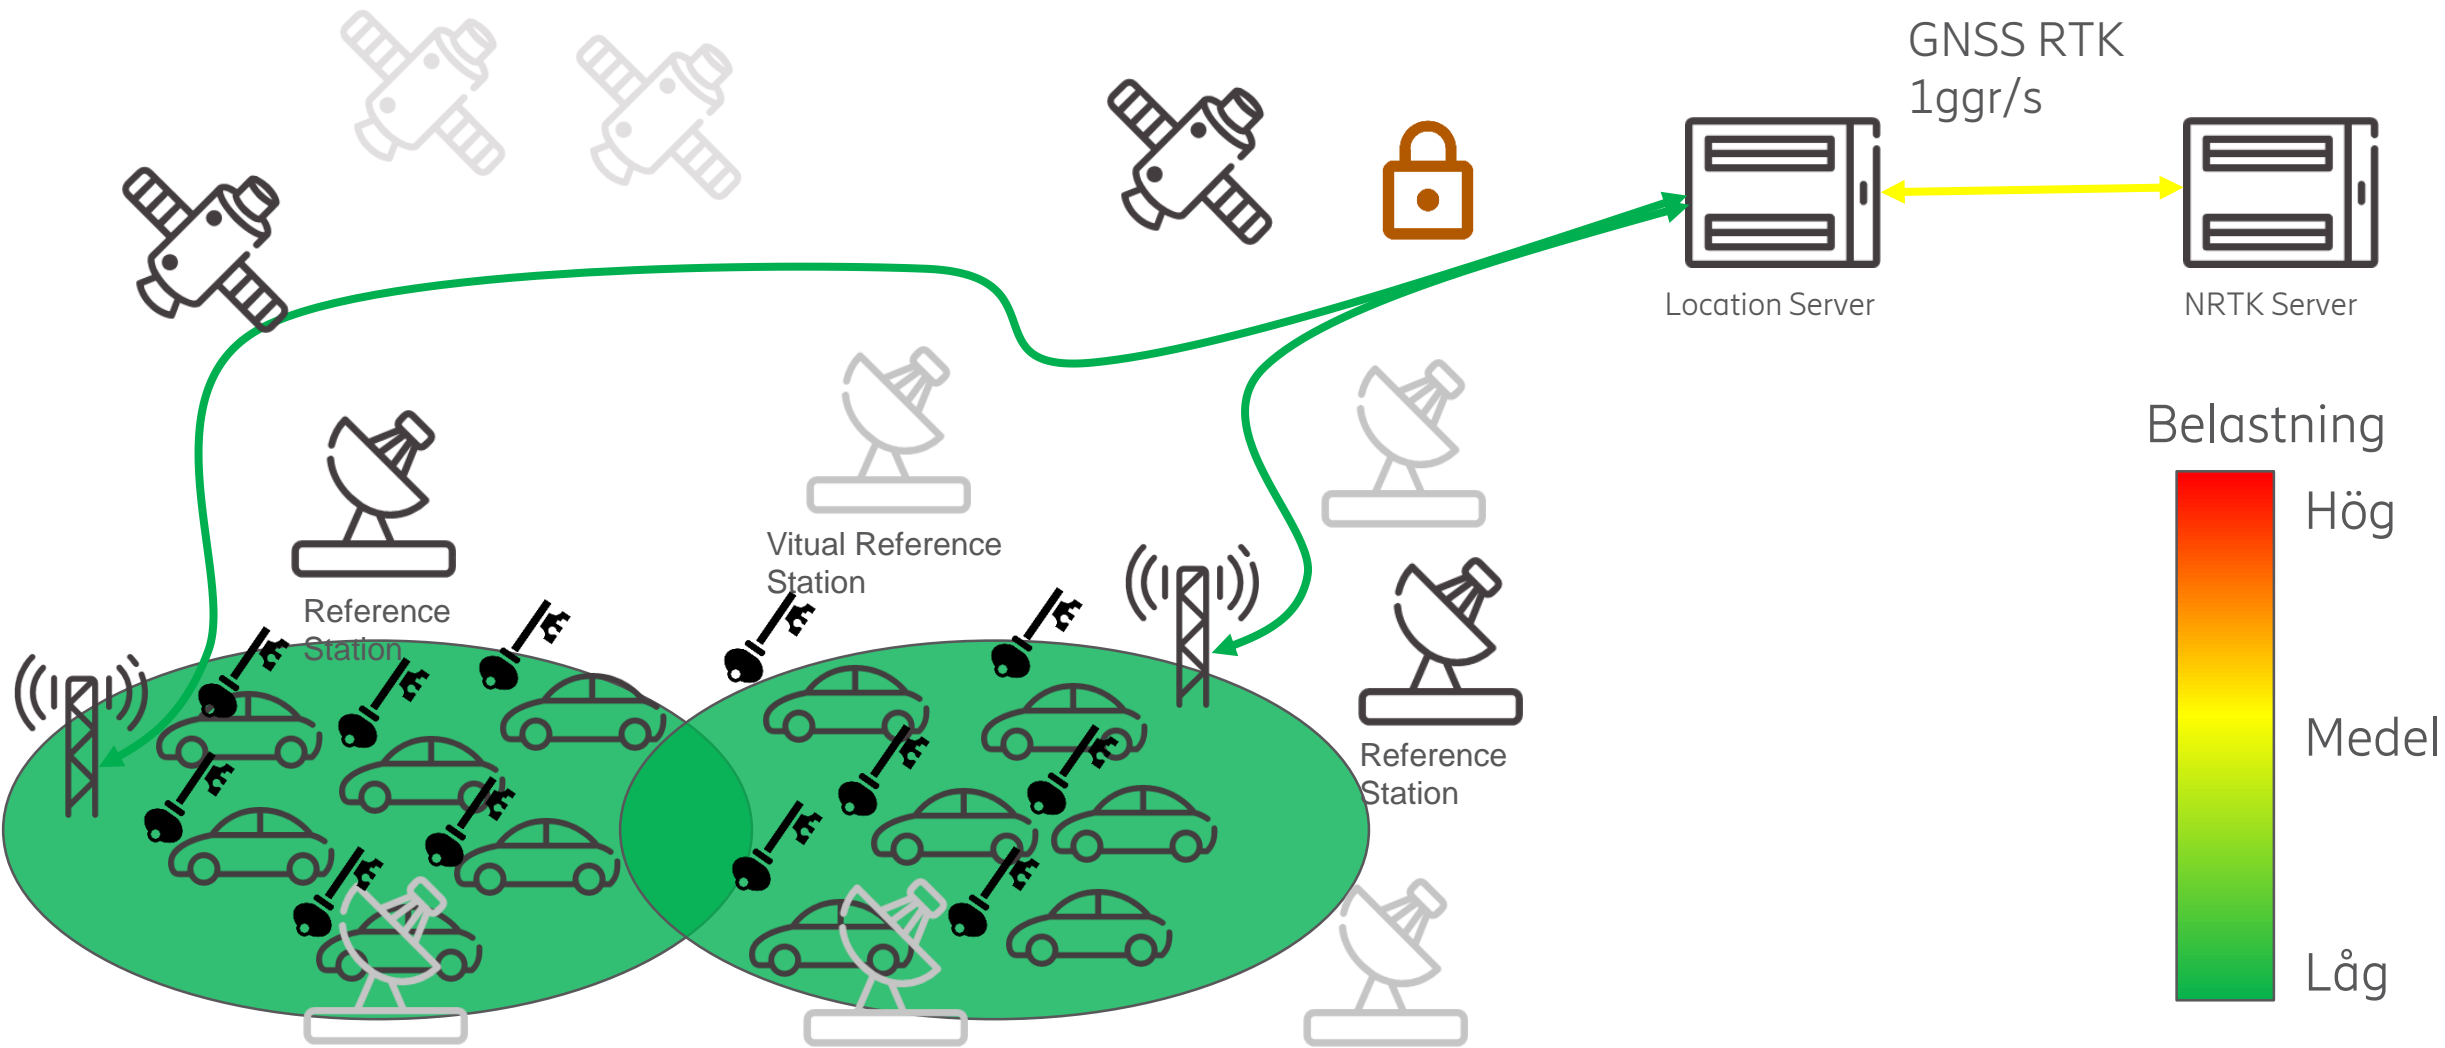 GNSS RTK
1ggr/s
Location Server
NRTK Server
Belastning
Hög
Medel
Låg
Vitual Reference
Station
Reference
Station
Reference
Station